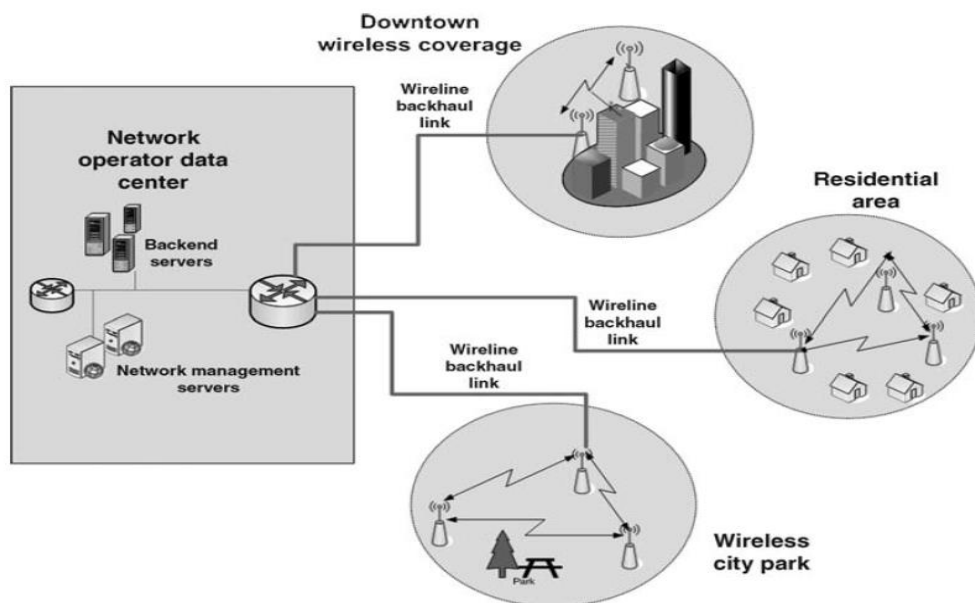 Downtown
wireless coverage
Wireline
backhaul
link
Network
operator data
center
Backend
servers
Network management
servers
Residential
area
Wireline
backhaul
link
Wireline
backhaul
link
Park
Wireless
city park